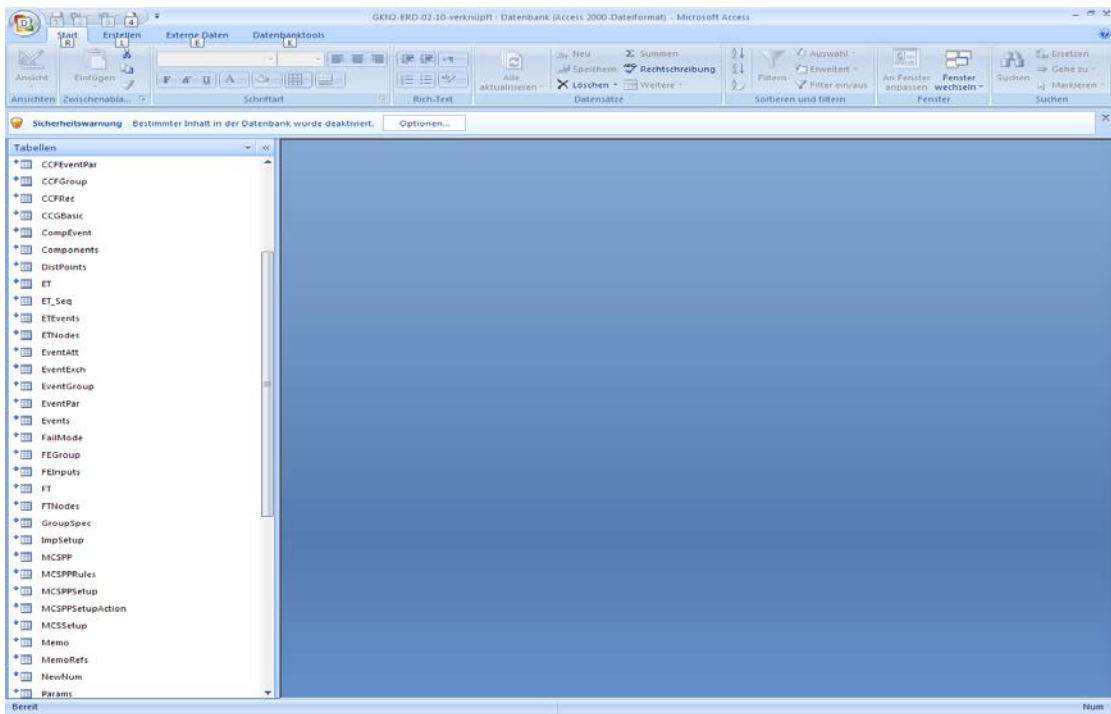 1 2 3 4
GKN2-ERD-02-10-verknüpft : Datenbank (Access 2000-Dateiformat) - Microsoft Access
D
Start Erstellen Externe Daten Datenbanktools
R L E K
Ansicht
Einfügen
F K U A
Alle aktualisieren
Neu Σ Summen
Speichern Rechtschreibung
Löschen Weitere
Filtern
Auswahl
Erweitert
Filter ein/aus
An Fenster anpassen
Fenster wechseln
Suchen
Ersetzen
Gehe zu
Markieren
Ansichten Zwischenabla... Schriftart Rich-Text Datensätze Sortieren und filtern Fenster Suchen
Sicherheitswarnung Bestimmter Inhalt in der Datenbank wurde deaktiviert. Optionen...
Tabellen
CCFEventPar
CCFGroup
CCFRec
CCGBasic
CompEvent
Components
DistPoints
ET
ET_Seq
ETEvents
ETNodes
EventAtt
EventExch
EventGroup
EventPar
Events
FailMode
FEGroup
FEInputs
FT
FTNodes
GroupSpec
ImpSetup
MCSPP
MCSPPRules
MCSPPSetup
MCSPPSetupAction
MCSSetup
Memo
MemoRefs
NewNum
Params
Bereit Num